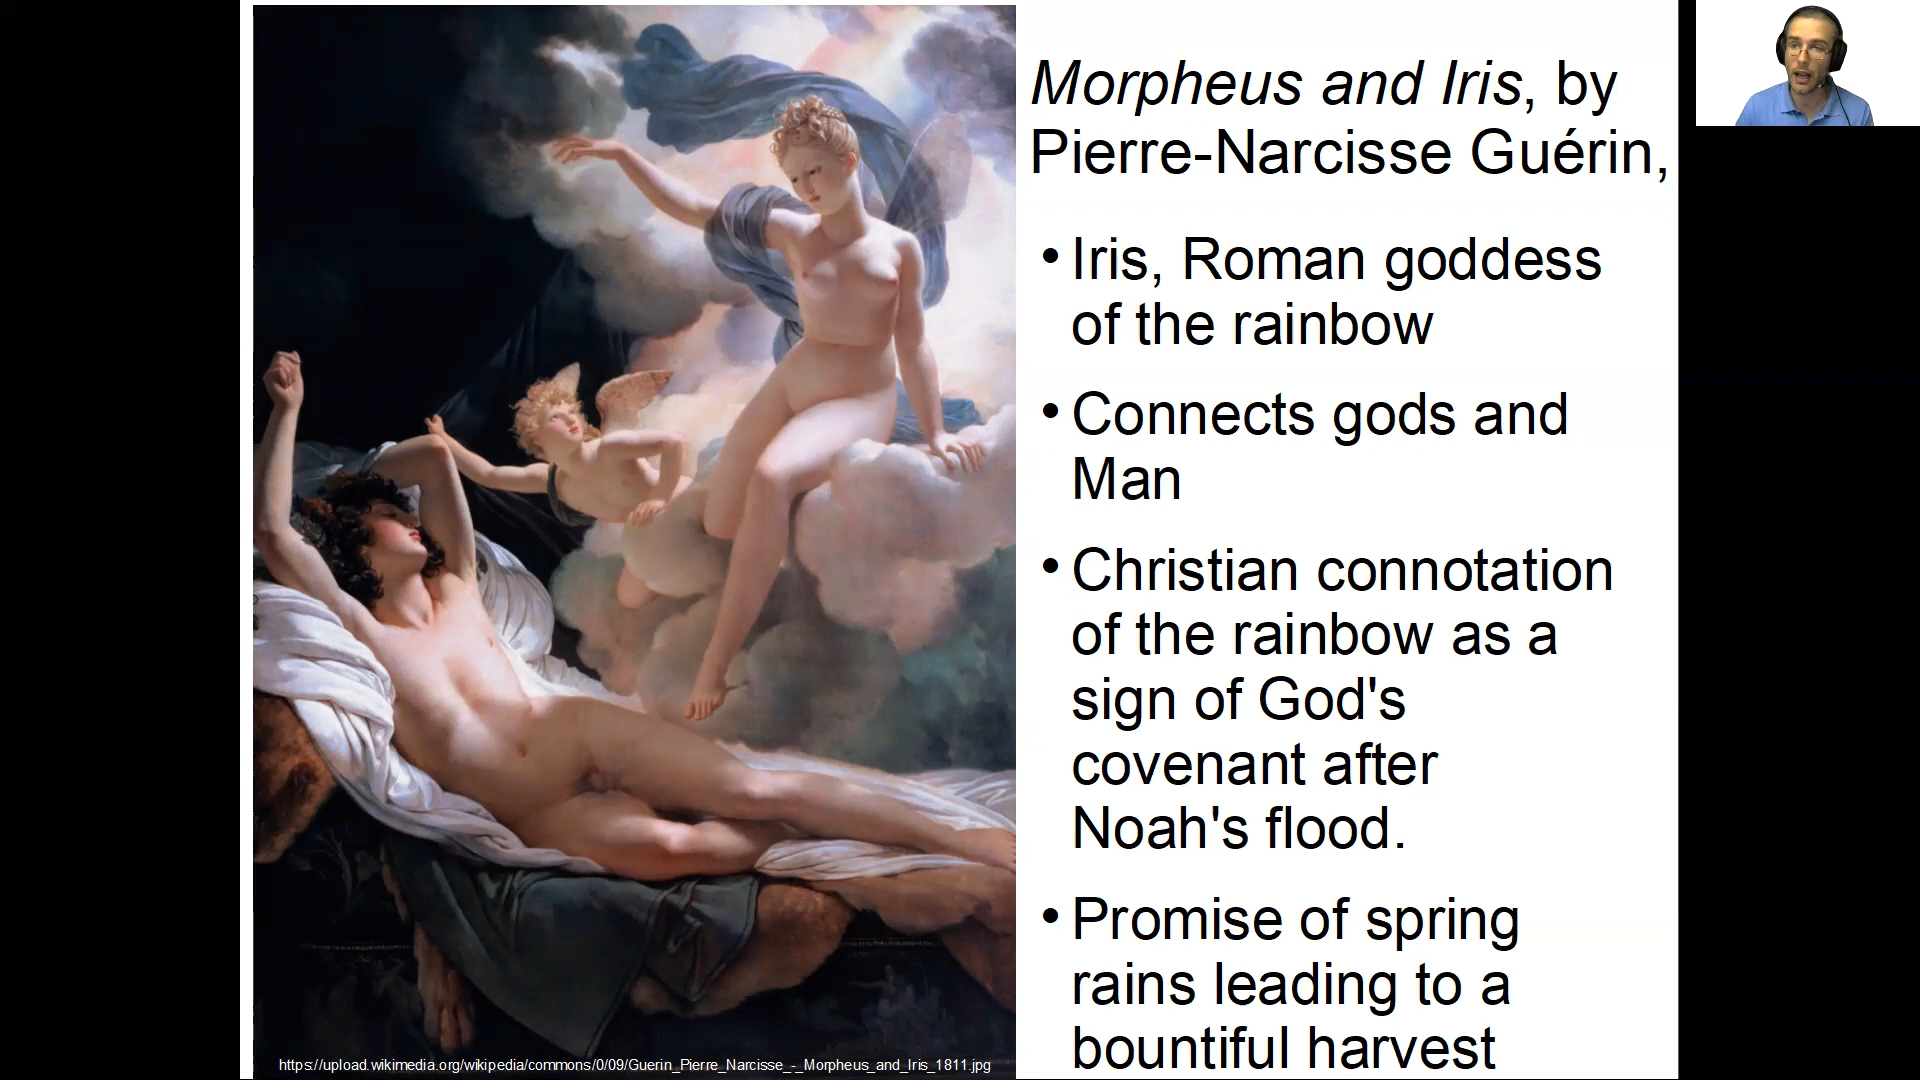 Morpheus and Iris, by
Pierre-Narcisse Guérin,
• Iris, Roman goddess
of the rainbow
• Connects gods and
Man
• Christian connotation
of the rainbow as a
sign of God's
covenant after
Noah's flood.
• Promise of spring
rains leading to a
bountiful harvest
https://upload.wikimedia.org/wikipedia/commons/0/09/Guerin_Pierre_Narcisse_-_Morpheus_and_Iris_1811.jpg